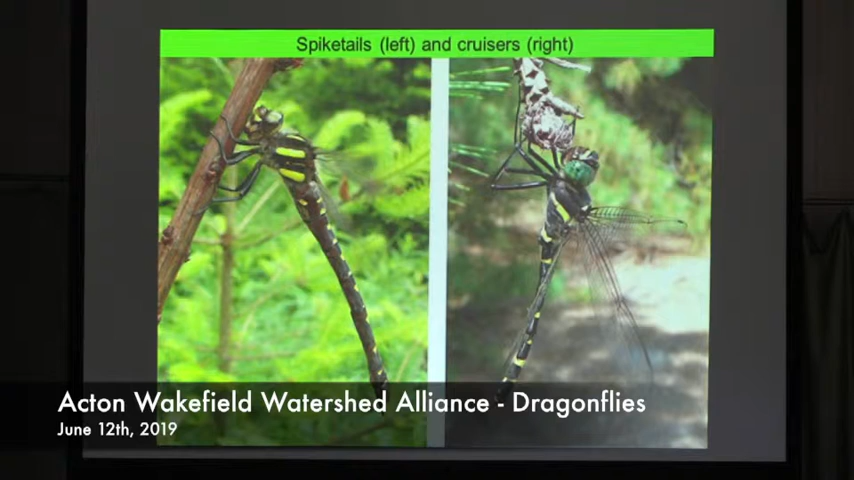 Spiketails (left) and cruisers (right)
Acton Wakefield Watershed Alliance - Dragonflies
June 12th, 2019